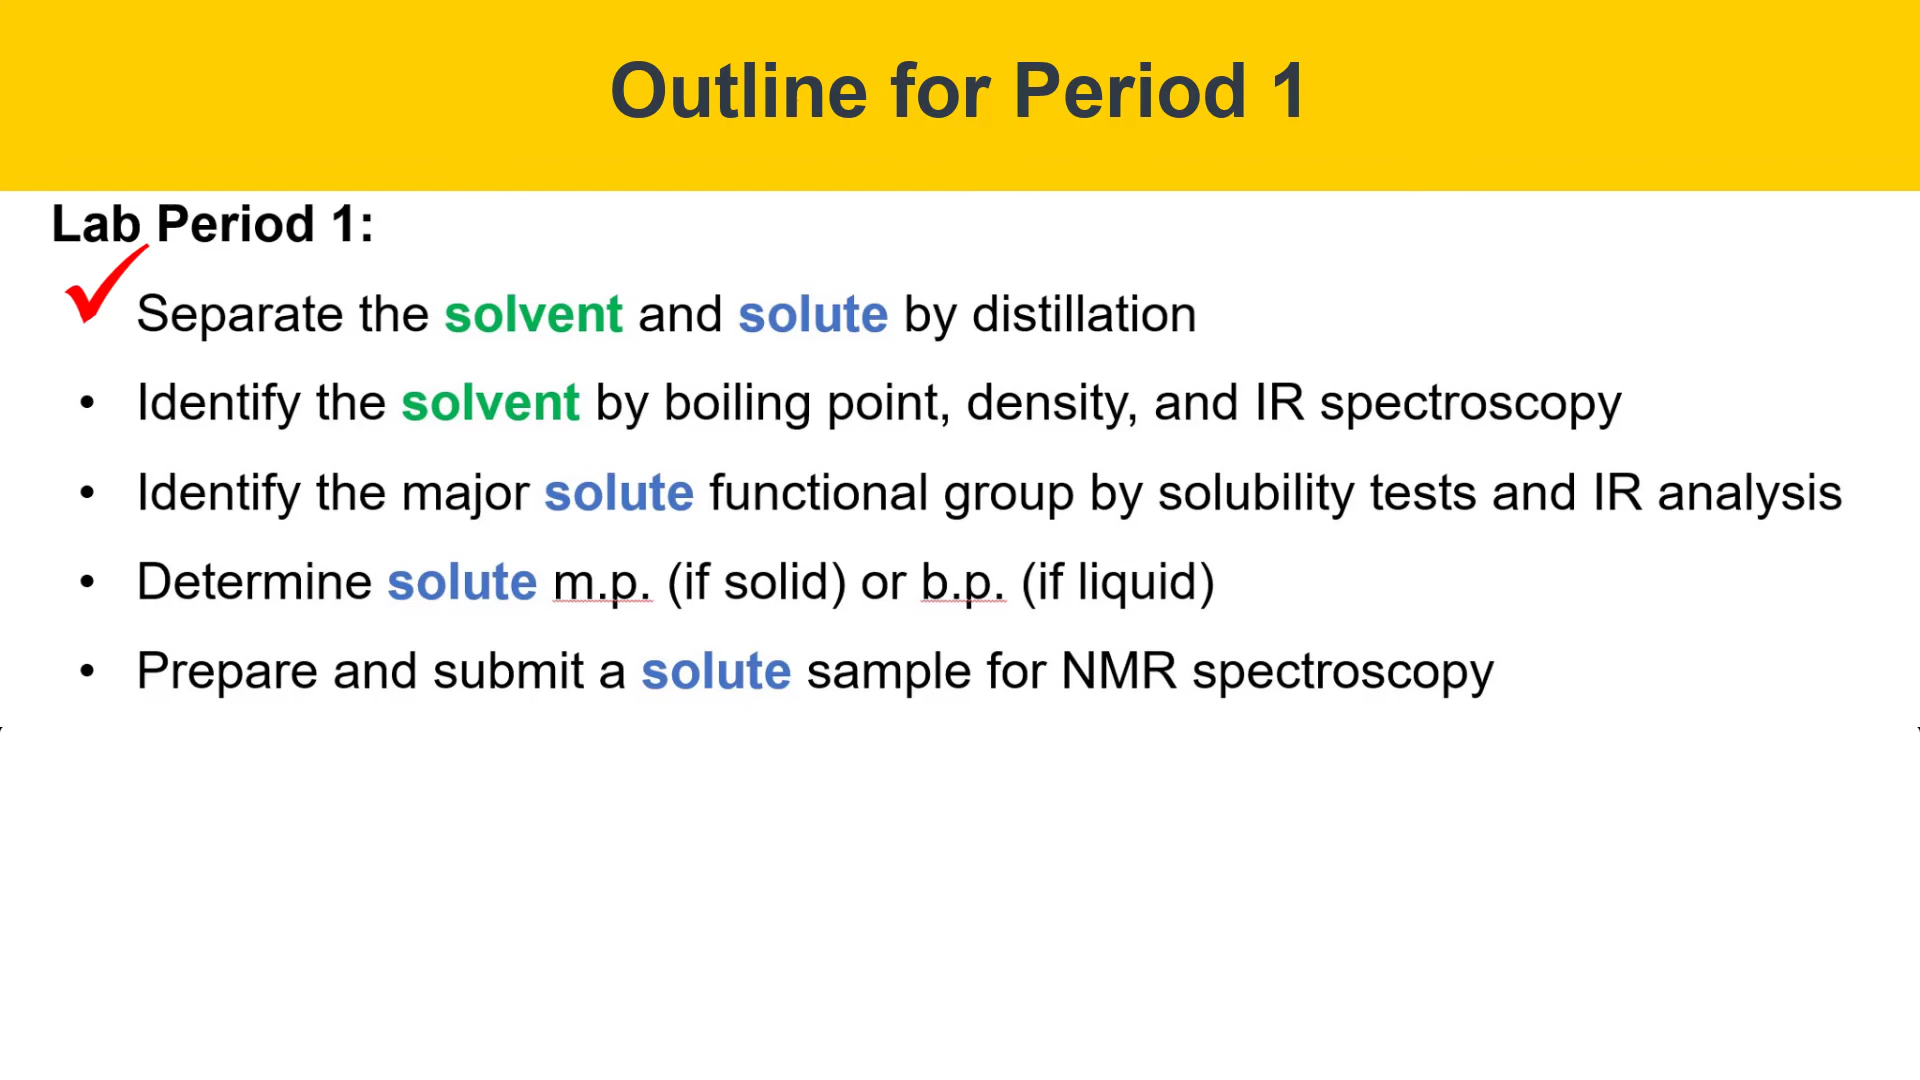 Outline for Period 1
Lab Period 1:
Separate the solvent and solute by distillation
• Identify the solvent by boiling point, density, and IR spectroscopy
• Identify the major solute functional group by solubility tests and IR analysis
• Determine solute m.p. (if solid) or b.p. (if liquid)
• Prepare and submit a solute sample for NMR spectroscopy